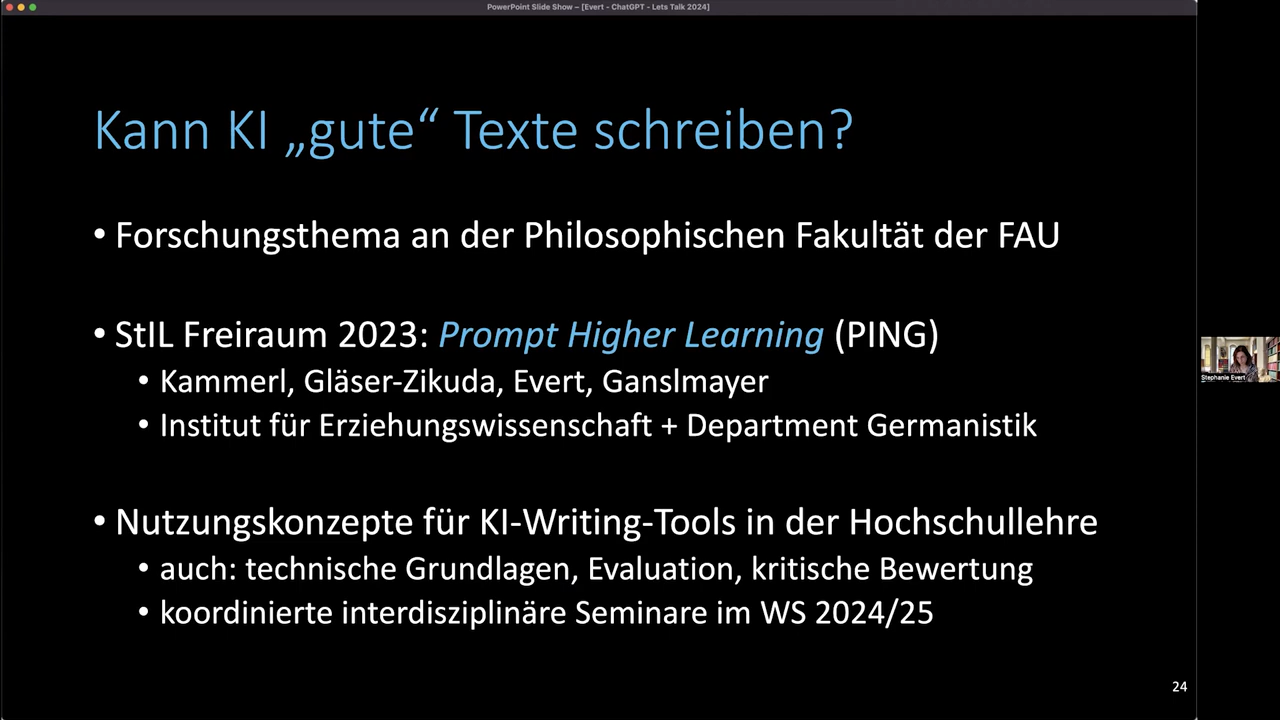 PowerPoint Slide Show – [Evert - ChatGPT - Lets Talk 2024]
Kann KI „gute“ Texte schreiben?
• Forschungsthema an der Philosophischen Fakultät der FAU
• StIL Freiraum 2023: Prompt Higher Learning (PING)
• Kammerl, Gläser-Zikuda, Evert, Ganslmayer
• Institut für Erziehungswissenschaft + Department Germanistik
• Nutzungskonzepte für KI-Writing-Tools in der Hochschullehre
• auch: technische Grundlagen, Evaluation, kritische Bewertung
• koordinierte interdisziplinäre Seminare im WS 2024/25
24
Stephanie Evert